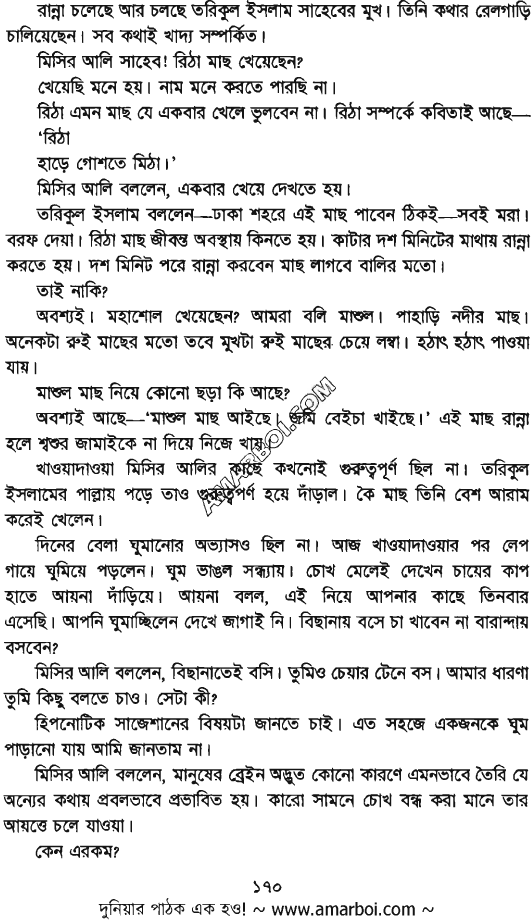 রান্না চলেছে আর চলছে তরিকুল ইসলাম সাহেবের মুখ। তিনি কথার রেলগাড়ি
চালিয়েছেন। সব কথাই খাদ্য সম্পর্কিত।
মিসির আলি সাহেব! রিঠা মাছ খেয়েছেন?
খেয়েছি মনে হয়। নাম মনে করতে পারছি না।
রিঠা এমন মাছ যে একবার খেলে ভুলবেন না। রিঠা সম্পর্কে কবিতাই আছে—
‘রিঠা
হাড়ে গোশতে মিঠা।’
মিসির আলি বললেন, একবার খেয়ে দেখতে হয়।
তরিকুল ইসলাম বললেন—ঢাকা শহরে এই মাছ পাবেন ঠিকই—সবই মরা।
বরফ দেয়া। রিঠা মাছ জীবন্ত অবস্থায় কিনতে হয়। কাটার দশ মিনিটের মাথায় রান্না
করতে হয়। দশ মিনিট পরে রান্না করবেন মাছ লাগবে বালির মতো।
তাই নাকি?
অবশ্যই। মহাশোল খেয়েছেন? আমরা বলি মাশুল। পাহাড়ি নদীর মাছ।
অনেকটা রুই মাছের মতো তবে মুখটা রুই মাছের চেয়ে লম্বা। হঠাৎ হঠাৎ পাওয়া
যায়।
মাশুল মাছ নিয়ে কোনো ছড়া কি আছে?
অবশ্যই আছে—‘মাশুল মাছ আইছে। জমি বেইচা খাইছে।’ এই মাছ রান্না
হলে শ্বশুর জামাইকে না দিয়ে নিজে খায়।
খাওয়াদাওয়া মিসির আলির কাছে কখনোই গুরুত্বপূর্ণ ছিল না। তরিকুল
ইসলামের পাল্লায় পড়ে তাও গুরুত্বপূর্ণ হয়ে দাঁড়াল। কৈ মাছ তিনি বেশ আরাম
করেই খেলেন।
দিনের বেলা ঘুমানোর অভ্যাসও ছিল না। আজ খাওয়াদাওয়ার পর লেপ
গায়ে ঘুমিয়ে পড়লেন। ঘুম ভাঙল সন্ধ্যায়। চোখ মেলেই দেখেন চায়ের কাপ
হাতে আয়না দাঁড়িয়ে। আয়না বলল, এই নিয়ে আপনার কাছে তিনবার
এসেছি। আপনি ঘুমাচ্ছিলেন দেখে জাগাই নি। বিছানায় বসে চা খাবেন না বারান্দায়
বসবেন?
মিসির আলি বললেন, বিছানাতেই বসি। তুমিও চেয়ার টেনে বস। আমার ধারণা
তুমি কিছু বলতে চাও। সেটা কী?
হিপনোটিক সাজেশানের বিষয়টা জানতে চাই। এত সহজে একজনকে ঘুম
পাড়ানো যায় আমি জানতাম না।
মিসির আলি বললেন, মানুষের ব্রেইন অদ্ভুত কোনো কারণে এমনভাবে তৈরি যে
অন্যের কথায় প্রবলভাবে প্রভাবিত হয়। কারো সামনে চোখ বন্ধ করা মানে তার
আয়ত্তে চলে যাওয়া।
কেন এরকম?
১৭০
দুনিয়ার পাঠক এক হও! ~ www.amarboi.com ~
AMARBOI.COM